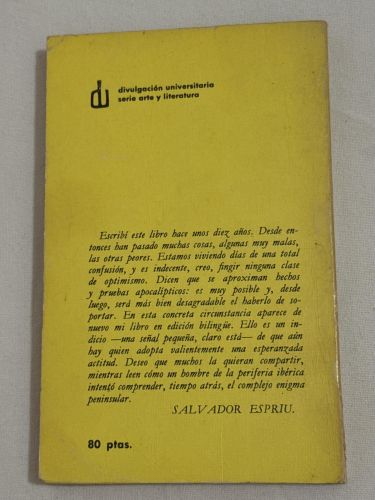 du
divulgación universitaria
serie arte y literatura
Escribí este libro hace unos diez años. Desde en-
tonces han pasado muchas cosas, algunas muy malas,
las otras peores. Estamos viviendo días de una total
confusión, y es indecente, creo, fingir ninguna clase
de optimismo. Dicen que se aproximan hechos
y pruebas apocalípticos: es muy posible y, desde
luego, será más bien desagradable el haberlo de so-
portar. En esta concreta circunstancia aparece de
nuevo mi libro en edición bilingüe. Ello es un in-
dicio —una señal pequeña, claro está— de que aún
hay quien adopta valientemente una esperanzada
actitud. Deseo que muchos la quieran compartir,
mientras leen cómo un hombre de la periferia ibérica
intentó comprender, tiempo atrás, el complejo enigma
peninsular.
SALVADOR ESPRIU.
80 ptas.